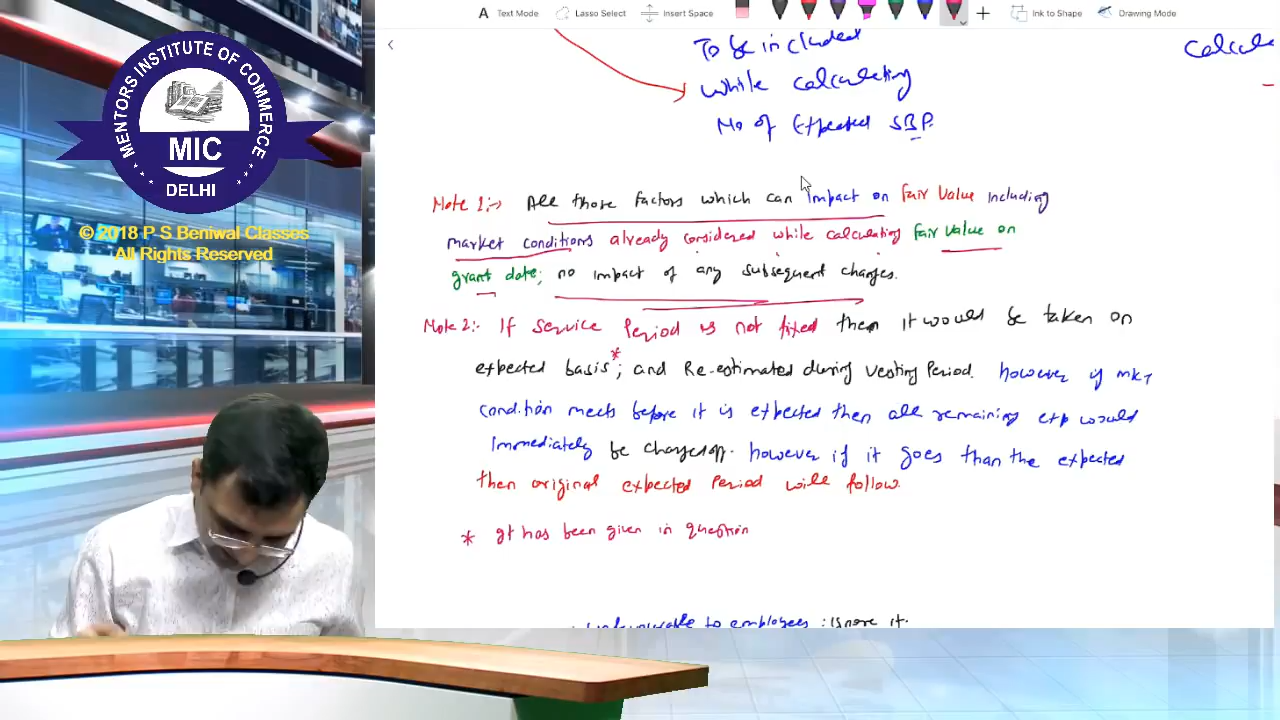 Text Mode Lasso Select Insert Space Ink to Shape Drawing Mode
MENTORS INSTITUTE OF COMMERCE
MIC
DELHI
© 2018 P S Beniwal Classes
All Rights Reserved
To be included
while calculating
No of Expected SBP.
Calcula
Note 1:→ All those factors which can impact on fair Value including
market conditions already considered while calculating fair value on
grant date; no impact of any subsequent changes.
Note 2:- If service Period is not fixed then it would be taken on
expected basis*; and Re-estimated during vesting Period. however if mkt
condition meets before it is expected then all remaining exp would
immediately be charged off. however if it goes than the expected
then original expected Period will follow.
* It has been given in question
to employees : Ignore it.